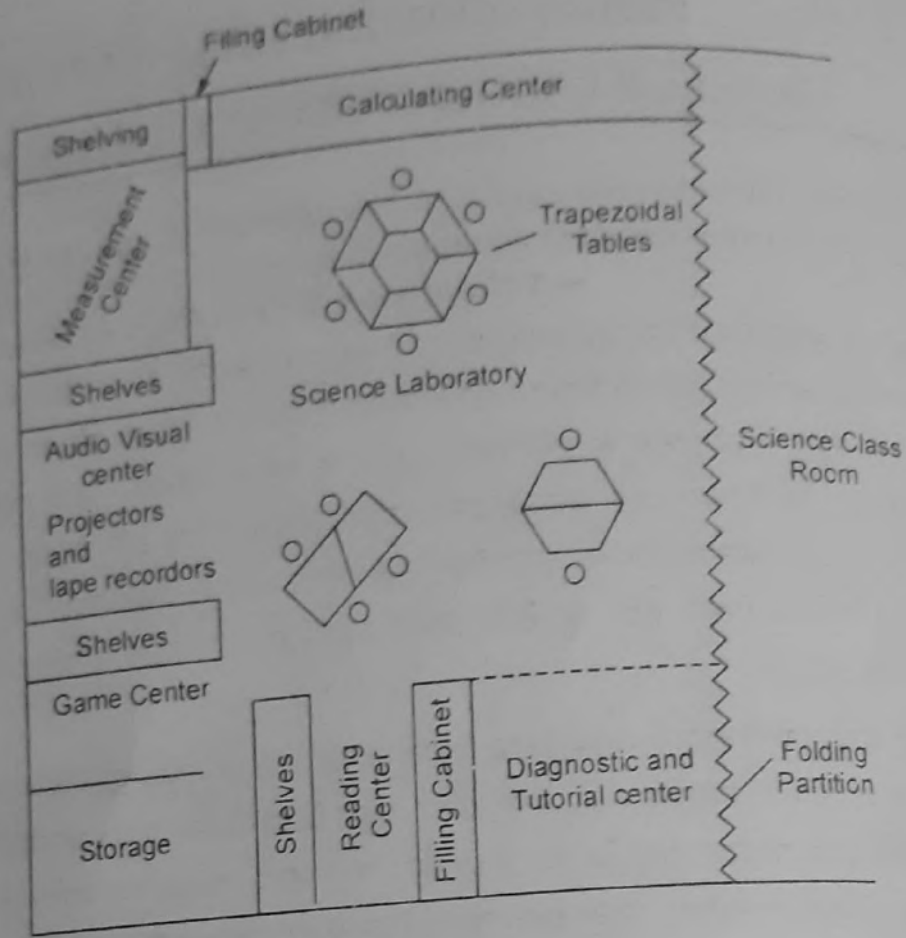 Filing Cabinet
Shelving
Calculating Center
Measurement
Center
Trapezoidal
Tables
Shelves
Science Laboratory
Audio Visual
center
Projectors
and
lape recordors
Science Class
Room
Shelves
Game Center
Storage
Shelves
Reading
Center
Filling Cabinet
Diagnostic and
Tutorial center
Folding
Partition